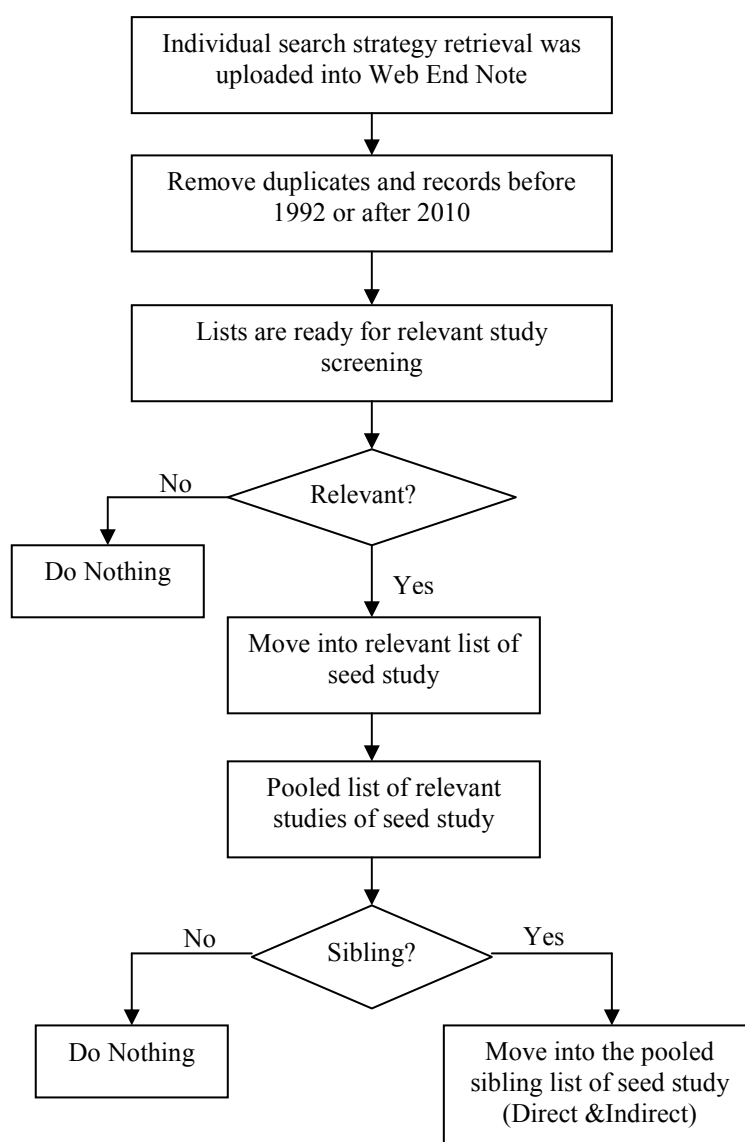 Individual search strategy retrieval was
uploaded into Web End Note
Remove duplicates and records before
1992 or after 2010
Lists are ready for relevant study
screening
No
Relevant?
Do Nothing
Yes
Move into relevant list of
seed study
Pooled list of relevant
studies of seed study
No
Sibling?
Yes
Do Nothing
Move into the pooled
sibling list of seed study
(Direct &Indirect)